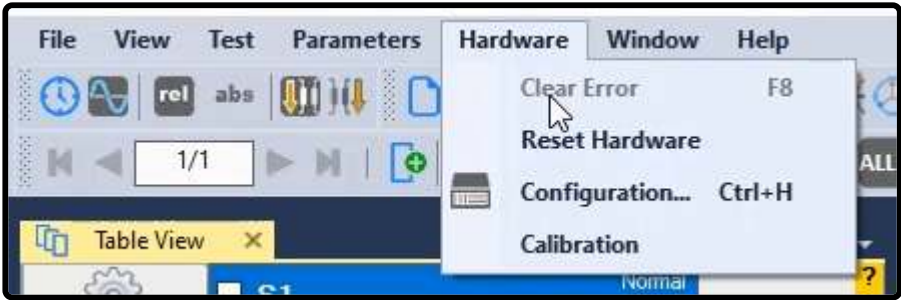 File View Test Parameters Hardware Window Help
rel abs
Clear Error F8
Reset Hardware
1/1
ALL
Configuration... Ctrl+H
Table View
Calibration
Normal
?